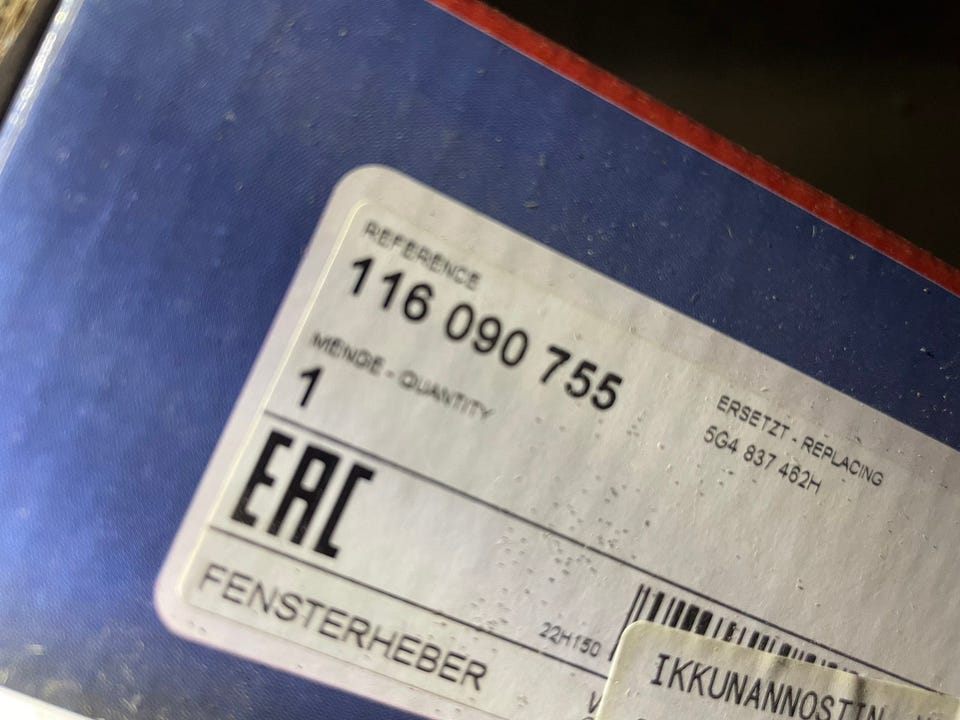 REFERENCE
116 090 755
MENGE - QUANTITY
1
ERSETZT - REPLACING
5G4 837 462H
EAC
FENSTERHEBER
22H150
IKKUNANNOSTIN